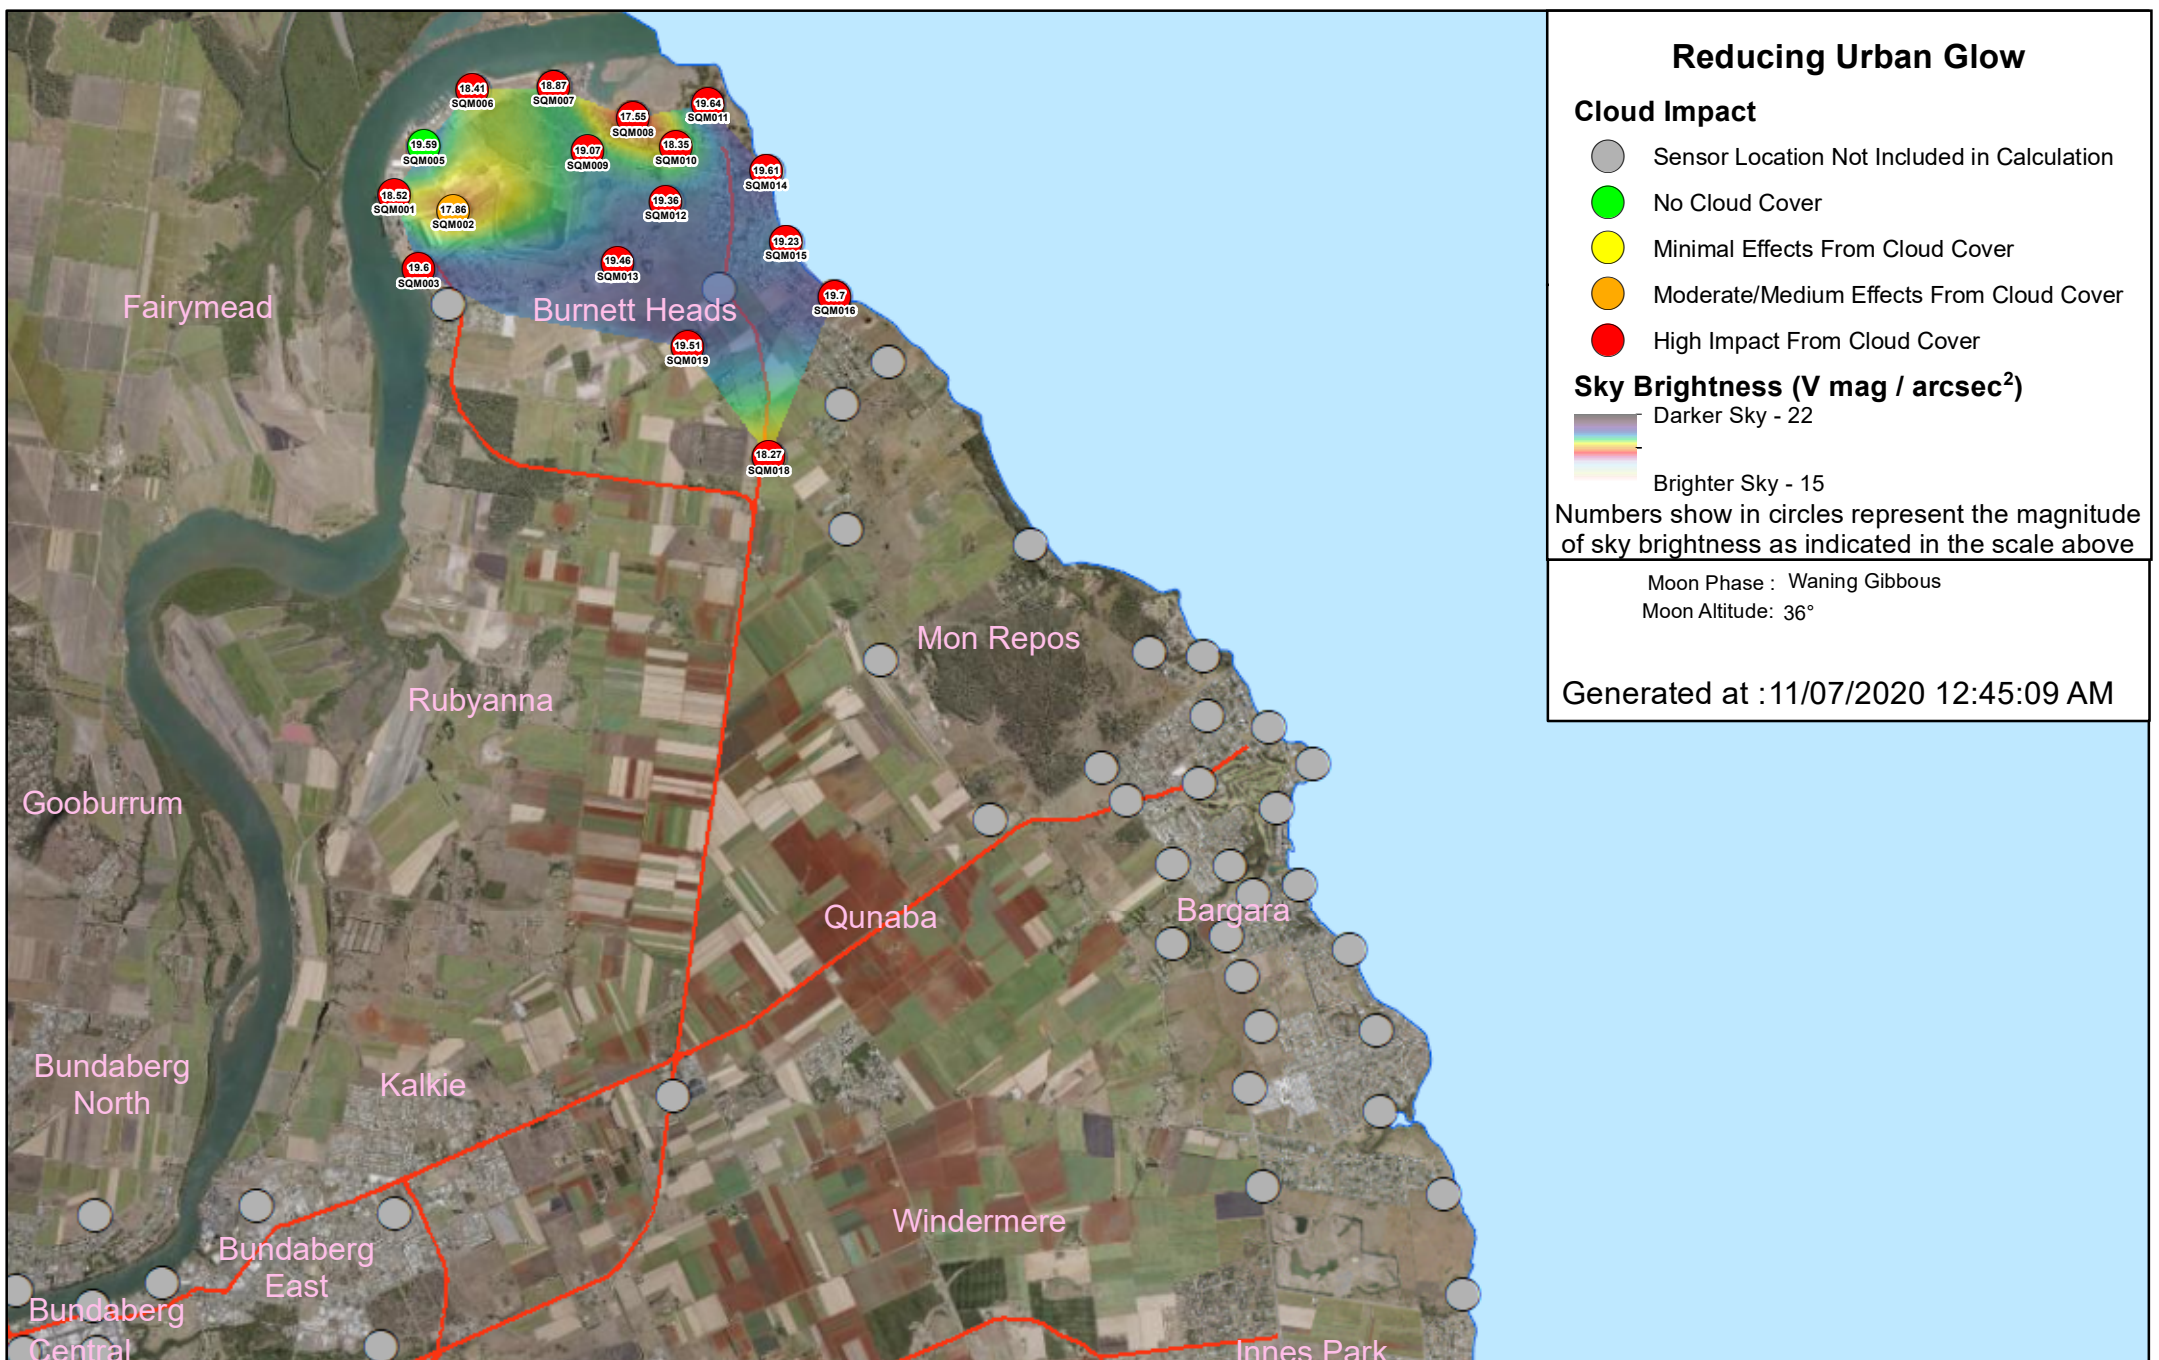 Reducing Urban Glow
Cloud Impact
Sensor Location Not Included in Calculation
No Cloud Cover
Minimal Effects From Cloud Cover
Moderate/Medium Effects From Cloud Cover
High Impact From Cloud Cover
Sky Brightness (V mag / arcsec²)
Darker Sky - 22
Brighter Sky - 15
Numbers show in circles represent the magnitude
of sky brightness as indicated in the scale above
Moon Phase : Waning Gibbous
Moon Altitude: 36°
Generated at :11/07/2020 12:45:09 AM
18.41
SQM006
18.87
SQM007
17.55
SQM008
19.64
SQM011
19.59
SQM005
19.07
SQM009
18.35
SQM010
19.61
SQM014
18.52
SQM001
17.86
SQM002
19.36
SQM012
19.23
SQM015
19.6
SQM003
19.46
SQM013
19.7
SQM016
19.51
SQM019
18.27
SQM018
Fairymead
Burnett Heads
Mon Repos
Rubyanna
Gooburrum
Qunaba
Bargara
Bundaberg
North
Kalkie
Windermere
Bundaberg
East
Bundaberg
Central
Innes Park